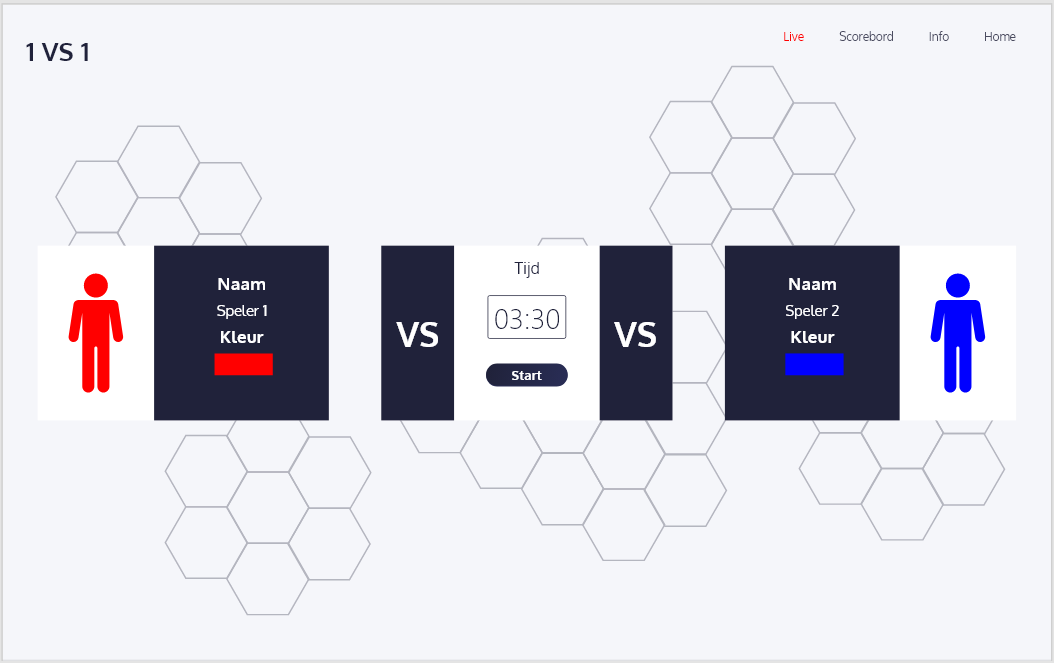 1 VS 1
Live Scorebord Info Home
Naam
Speler 1
Kleur
VS
Tijd
03:30
Start
VS
Naam
Speler 2
Kleur